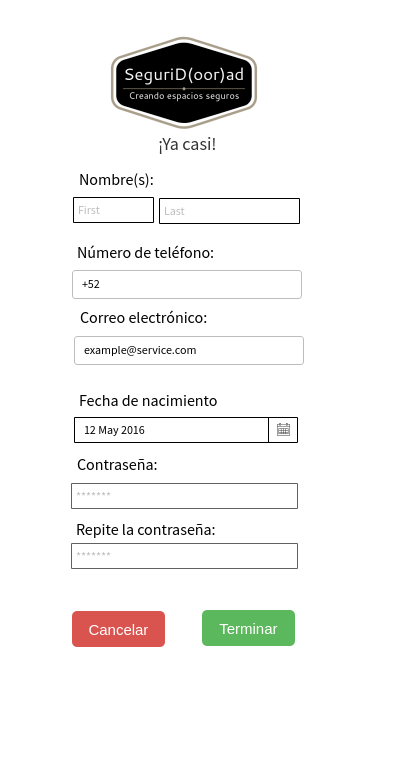 SeguriD(oor)ad
Creando espacios seguros
¡Ya casi!
Nombre(s):
First Last
Número de teléfono:
+52
Correo electrónico:
example@service.com
Fecha de nacimiento
12 May 2016
Contraseña:
*******
Repite la contraseña:
*******
Cancelar Terminar